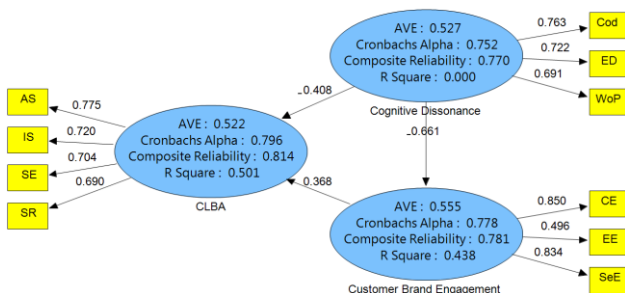 AS
IS
SE
SR
0.775
0.720
0.704
0.690
AVE : 0.522
Cronbachs Alpha : 0.796
Composite Reliability : 0.814
R Square : 0.501
CLBA
-0.408
0.368
AVE : 0.527
Cronbachs Alpha : 0.752
Composite Reliability : 0.770
R Square : 0.000
Cognitive Dissonance
-0.661
AVE : 0.555
Cronbachs Alpha : 0.778
Composite Reliability : 0.781
R Square : 0.438
Customer Brand Engagement
0.763
0.722
0.691
Cod
ED
WoP
0.850
0.496
0.834
CE
EE
SeE